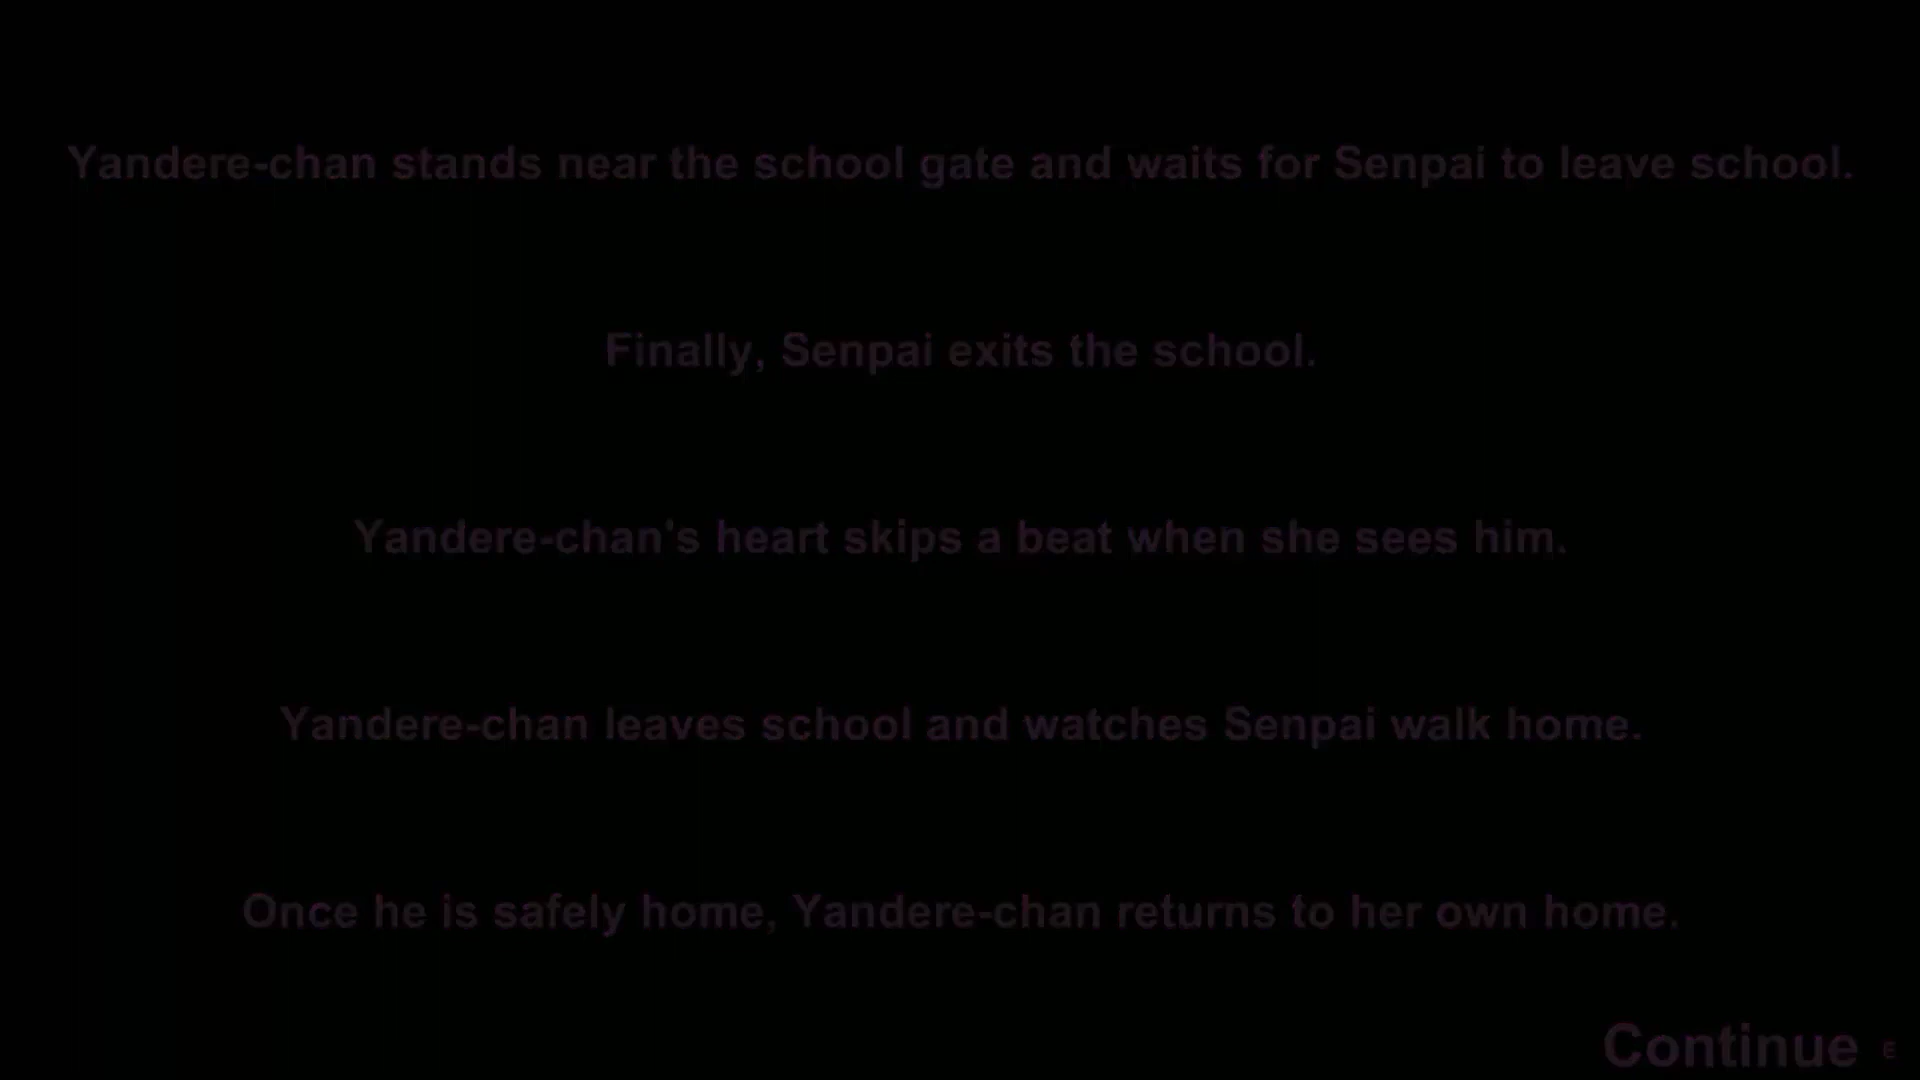 Yandere-chan stands near the school gate and waits for Senpai to leave school.
Finally, Senpai exits the school.
Yandere-chan's heart skips a beat when she sees him.
Yandere-chan leaves school and watches Senpai walk home.
Once he is safely home, Yandere-chan returns to her own home.
Continue E